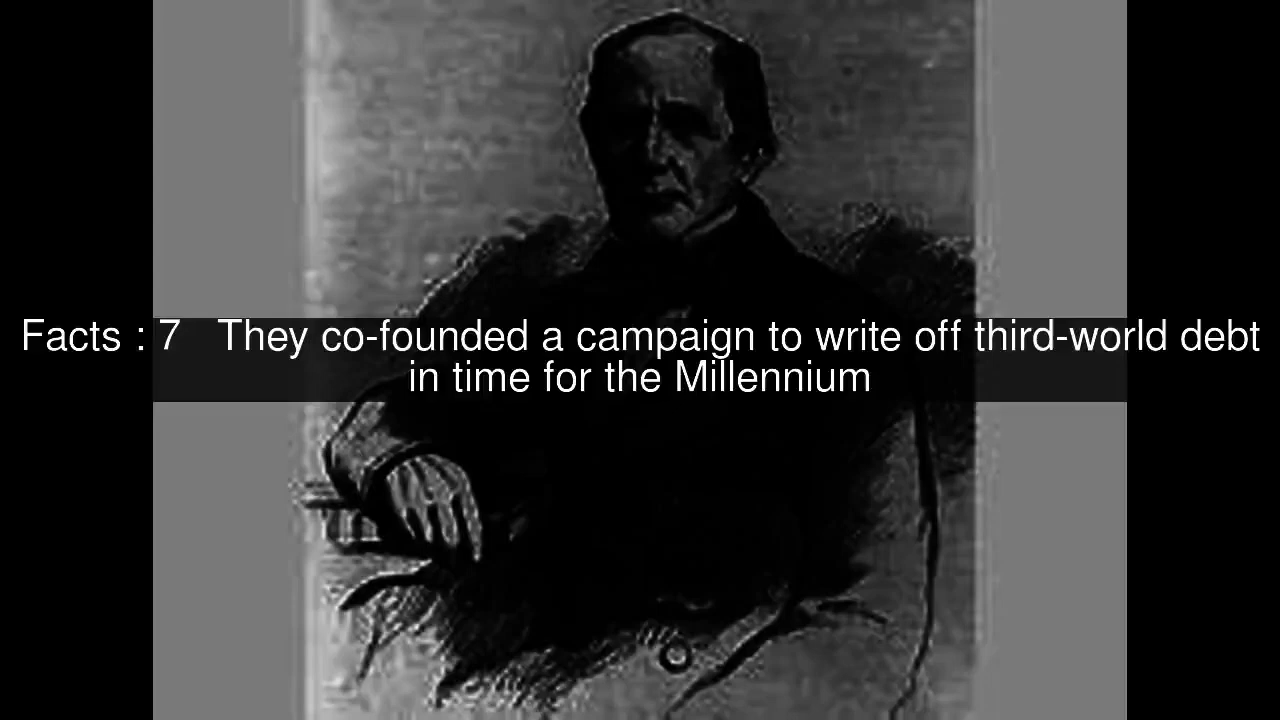 Facts : 7 They co-founded a campaign to write off third-world debt
in time for the Millennium